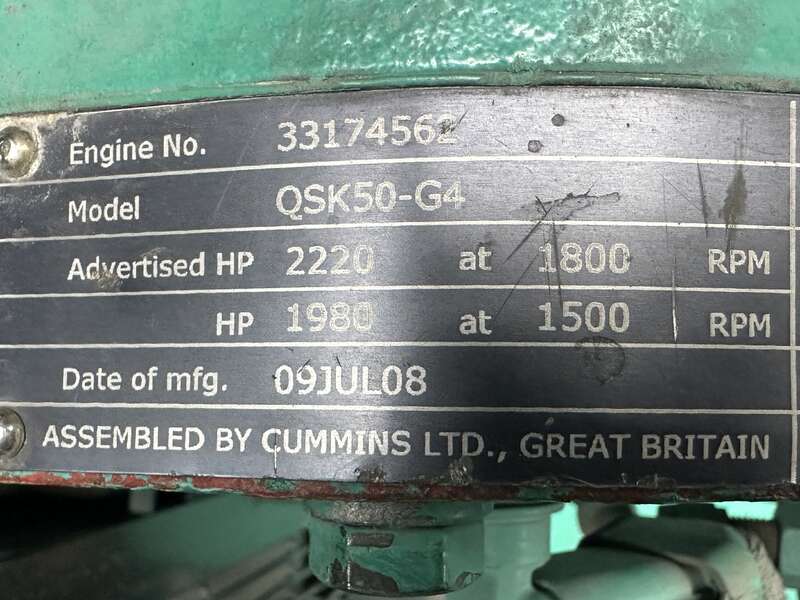 Engine No. 33174562
Model QSK50-G4
Advertised HP 2220 at 1800 RPM
HP 1980 at 1500 RPM
Date of mfg. 09JUL08
ASSEMBLED BY CUMMINS LTD., GREAT BRITAIN